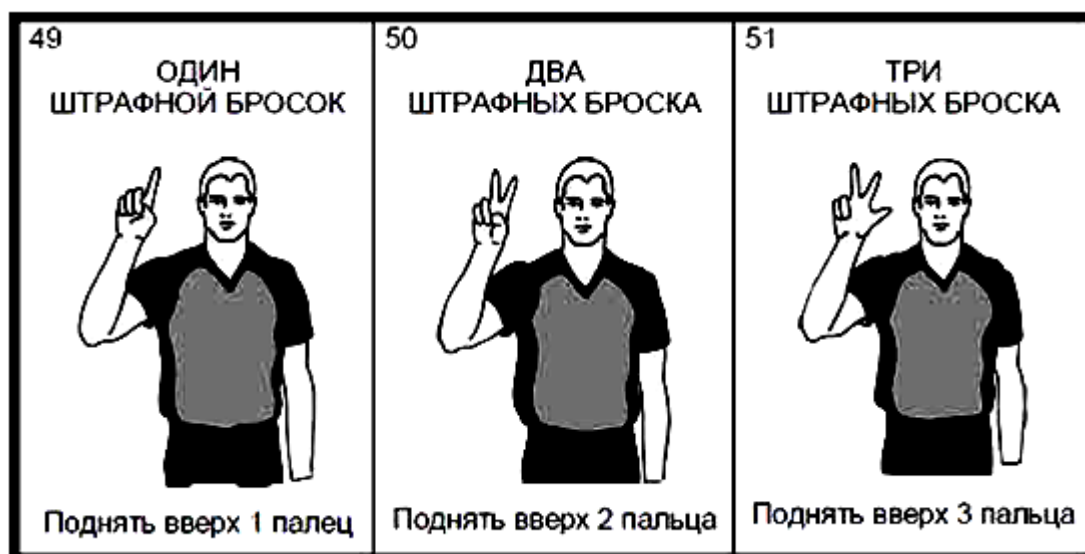 49
ОДИН
ШТРАФНОЙ БРОСОК
Поднять вверх 1 палец
50
ДВА
ШТРАФНЫХ БРОСКА
Поднять вверх 2 пальца
51
ТРИ
ШТРАФНЫХ БРОСКА
Поднять вверх 3 пальца